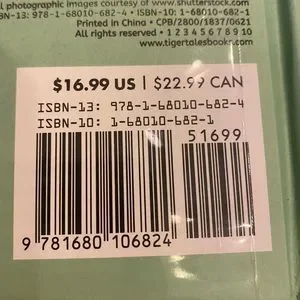 l photographic images courtesy of www.shutterstock.com
BN-13: 978-1-68010-682-4 • ISBN-10: 1-68010-682-1
Printed in China • CPB/2800/1837/0621
All rights reserved • 1 2 3 4 5 6 7 8 9 10
www.tigertalesbooks.com
$16.99 US | $22.99 CAN
ISBN-13: 978-1-68010-682-4
ISBN-10: 1-68010-682-1
51699
9 781680 106824